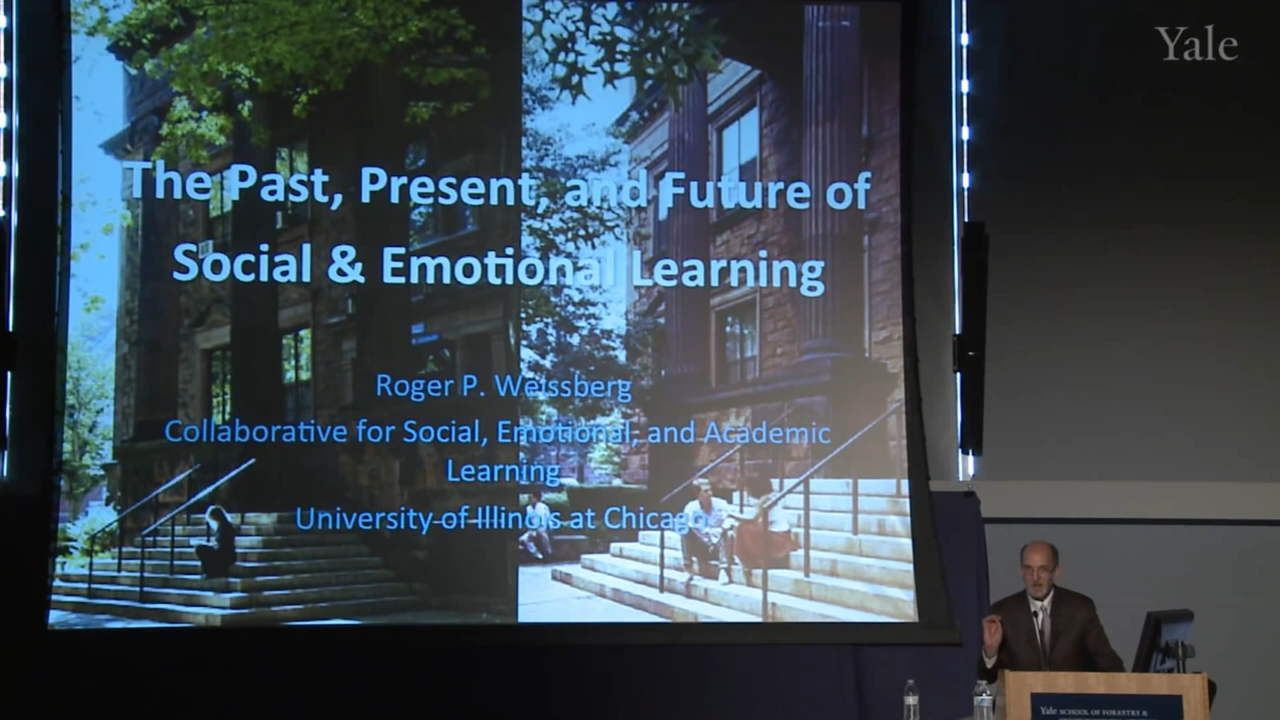 Yale
The Past, Present, and Future of
Social & Emotional Learning
Roger P. Weissberg
Collaborative for Social, Emotional, and Academic
Learning
University of Illinois at Chicago
Yale SCHOOL OF FORESTRY &